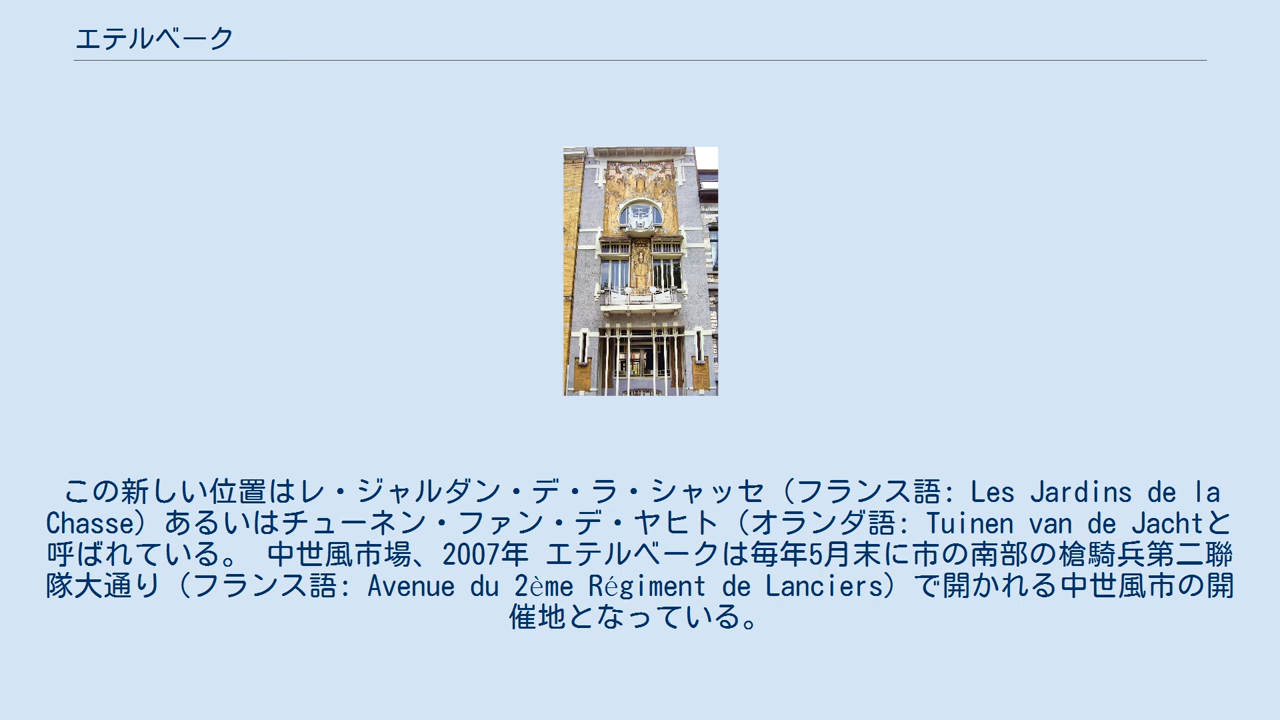 エテルベーク
この新しい位置はレ・ジャルダン・デ・ラ・シャッセ（フランス語: Les Jardins de la
Chasse）あるいはチューネン・ファン・デ・ヤヒト（オランダ語: Tuinen van de Jachtと
呼ばれている。 中世風市場、2007年 エテルベークは毎年5月末に市の南部の槍騎兵第二聯
隊大通り（フランス語: Avenue du 2ème Régiment de Lanciers）で開かれる中世風市の開
催地となっている。